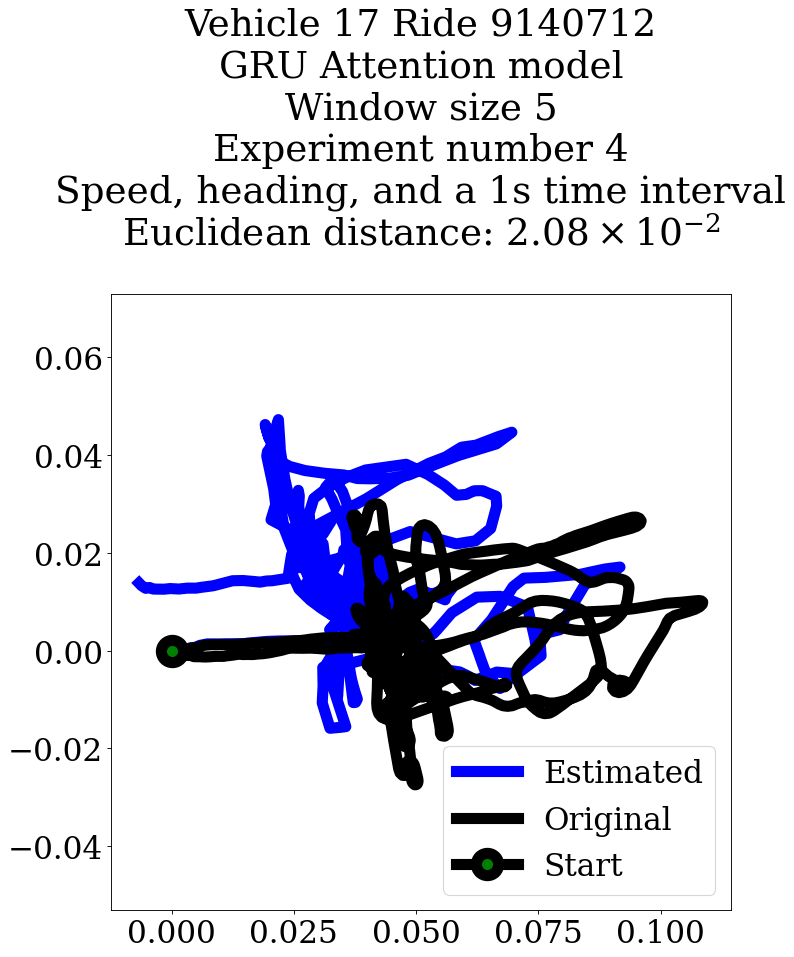 Vehicle 17 Ride 9140712
GRU Attention model
Window size 5
Experiment number 4
Speed, heading, and a 1s time interval
Euclidean distance: 2.08 × 10⁻²
0.06
0.04
0.02
0.00
−0.02
−0.04
Estimated
Original
Start
0.000 0.025 0.050 0.075 0.100